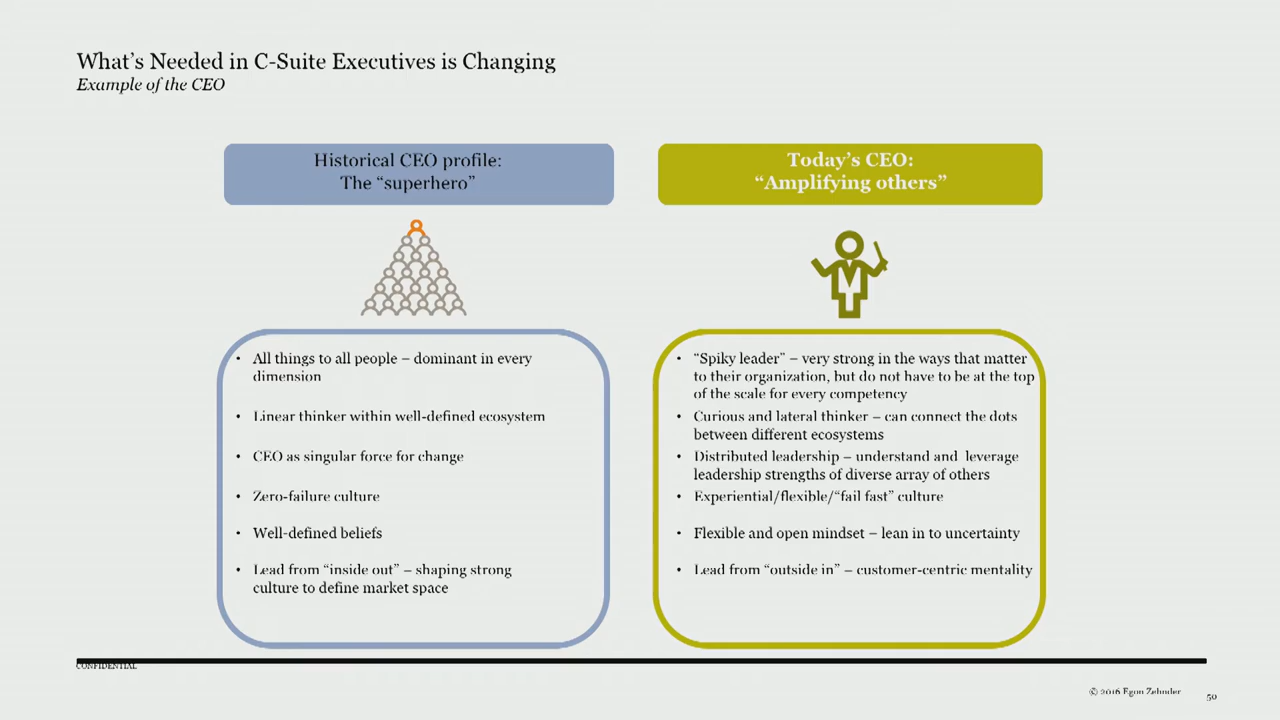 What's Needed in C-Suite Executives is Changing
Example of the CEO
Historical CEO profile:
The “superhero”
• All things to all people – dominant in every
dimension
• Linear thinker within well-defined ecosystem
• CEO as singular force for change
• Zero-failure culture
• Well-defined beliefs
• Lead from “inside out” – shaping strong
culture to define market space
Today's CEO:
“Amplifying others”
• “Spiky leader” – very strong in the ways that matter
to their organization, but do not have to be at the top
of the scale for every competency
• Curious and lateral thinker – can connect the dots
between different ecosystems
• Distributed leadership – understand and leverage
leadership strengths of diverse array of others
• Experiential/flexible/“fail fast” culture
• Flexible and open mindset – lean in to uncertainty
• Lead from “outside in” – customer-centric mentality
CONFIDENTIAL
© 2016 Egon Zehnder
50